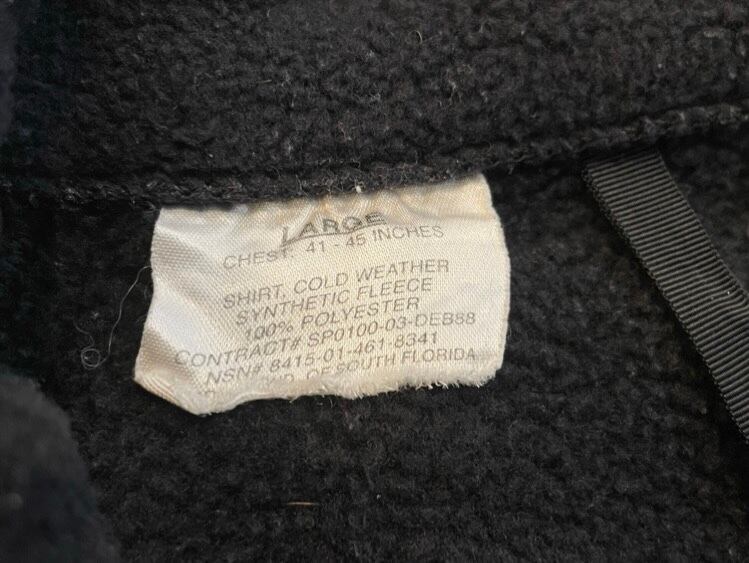 LARGE
CHEST: 41 - 45 INCHES
SHIRT, COLD WEATHER
SYNTHETIC FLEECE
100% POLYESTER
CONTRACT# SP0100-03-DEB88
NSN# 8415-01-461-8341
OF SOUTH FLORIDA